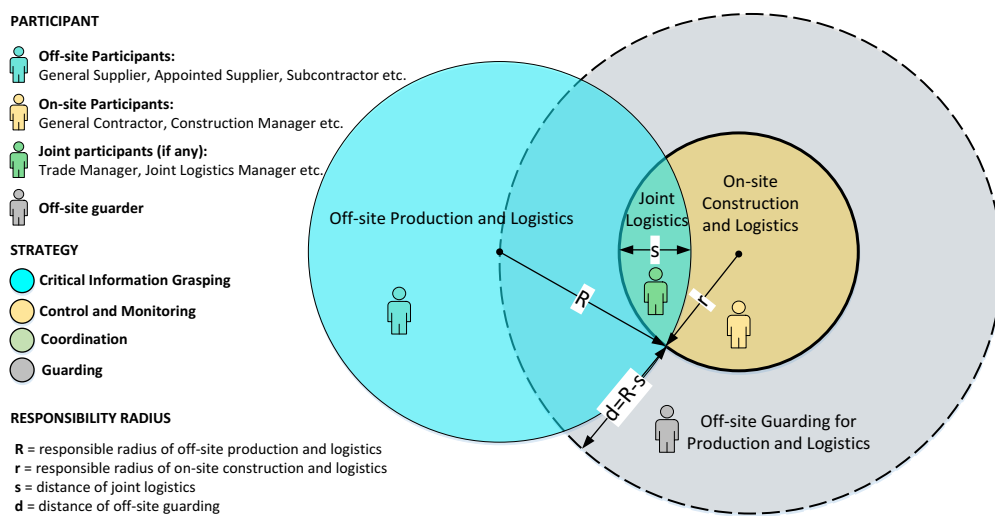 PARTICIPANT
Off-site Participants:
General Supplier, Appointed Supplier, Subcontractor etc.
On-site Participants:
General Contractor, Construction Manager etc.
Joint participants (if any):
Trade Manager, Joint Logistics Manager etc.
Off-site guarder
STRATEGY
Critical Information Grasping
Control and Monitoring
Coordination
Guarding
RESPONSIBILITY RADIUS
R = responsible radius of off-site production and logistics
r = responsible radius of on-site construction and logistics
s = distance of joint logistics
d = distance of off-site guarding
Off-site Production and Logistics
Joint
Logistics
On-site
Construction
and Logistics
s
R
r
d=R-s
Off-site Guarding for
Production and Logistics